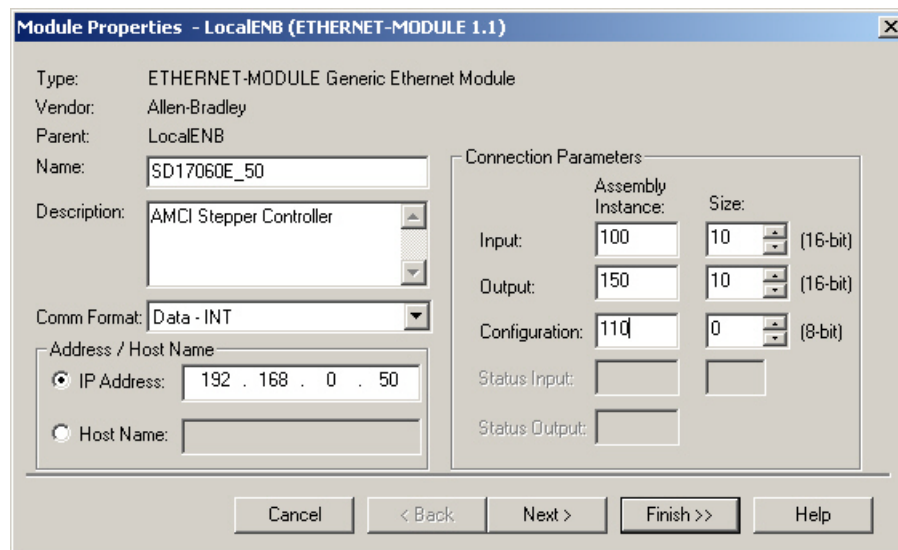 Module Properties - LocalENB (ETHERNET-MODULE 1.1)
Type: ETHERNET-MODULE Generic Ethernet Module
Vendor: Allen-Bradley
Parent: LocalENB
Name: SD17060E_50
Description: AMCI Stepper Controller
Comm Format: Data - INT
Address / Host Name
IP Address: 192 . 168 . 0 . 50
Host Name:
Connection Parameters
Assembly Instance: Size:
Input: 100 10 (16-bit)
Output: 150 10 (16-bit)
Configuration: 110 0 (8-bit)
Status Input:
Status Output:
Cancel < Back Next > Finish >> Help